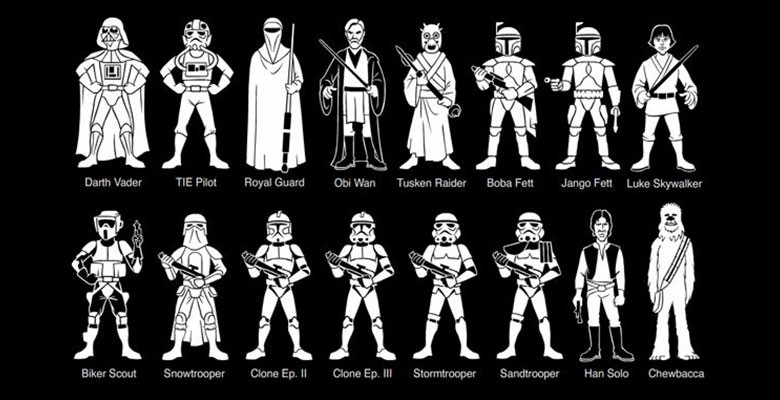 Darth Vader TIE Pilot Royal Guard Obi Wan Tusken Raider Boba Fett Jango Fett Luke Skywalker
Biker Scout Snowtrooper Clone Ep. II Clone Ep. III Stormtrooper Sandtrooper Han Solo Chewbacca